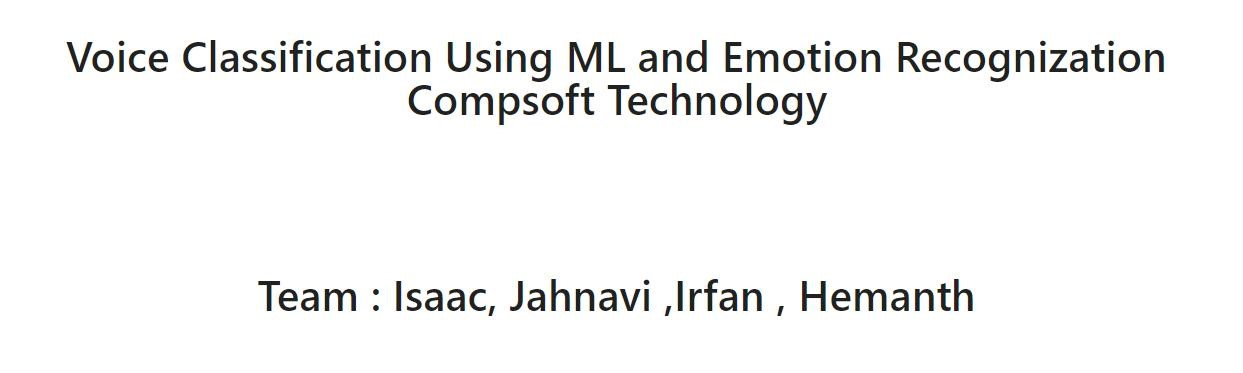 Voice Classification Using ML and Emotion Recognization
Compsoft Technology
Team : Isaac, Jahnavi ,Irfan , Hemanth